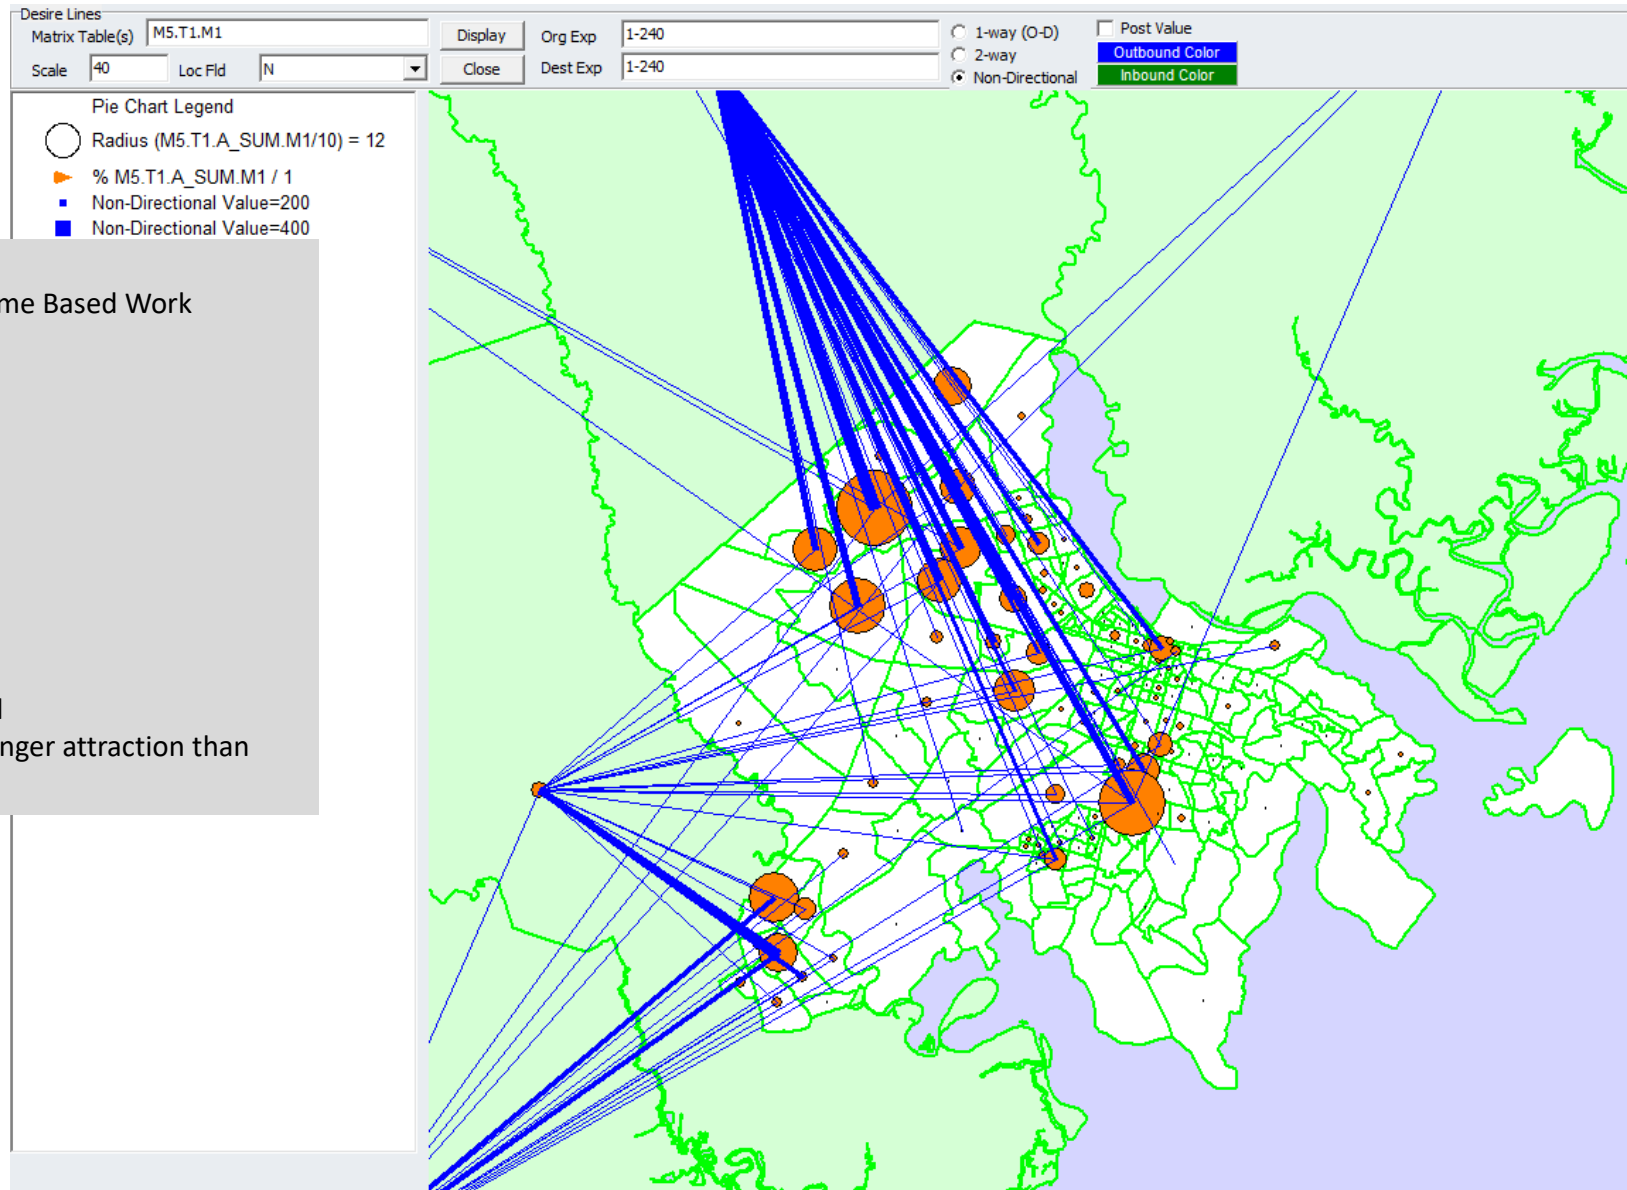 Desire Lines
Matrix Table(s) M5.T1.M1 Display Org Exp 1-240 1-way (O-D) Post Value
2-way Outbound Color
Scale 40 Loc Fld N Close Dest Exp 1-240 Non-Directional Inbound Color
Pie Chart Legend
Radius (M5.T1.A_SUM.M1/10) = 12
% M5.T1.A_SUM.M1 / 1
Non-Directional Value=200
Non-Directional Value=400
me Based Work
nger attraction than